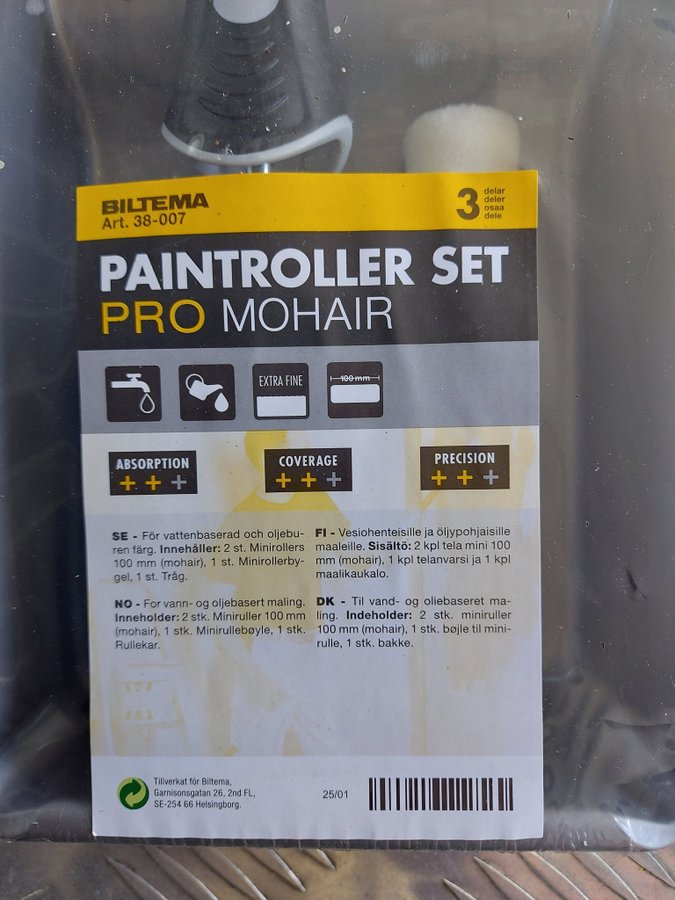 BILTEMA
Art. 38-007
3 delar
deler
osaa
dele
PAINTROLLER SET
PRO MOHAIR
EXTRA FINE
100 mm
ABSORPTION
+ + +
COVERAGE
+ + +
PRECISION
+ + +
SE - För vattenbaserad och oljebu-
ren färg. Innehåller: 2 st. Minirollers
100 mm (mohair), 1 st. Minirollerby-
gel, 1 st. Tråg.
FI - Vesiohenteisille ja öljypohjaisille
maaleille. Sisältö: 2 kpl tela mini 100
mm (mohair), 1 kpl telanvarsi ja 1 kpl
maalikaukalo.
NO - For vann- og oljebasert maling.
Inneholder: 2 stk. Miniruller 100 mm
(mohair), 1 stk. Minirullebøyle, 1 stk.
Rullekar.
DK - Til vand- og oliebaseret ma-
ling. Indeholder: 2 stk. miniruller
100 mm (mohair), 1 stk. bøjle til mini-
rulle, 1 stk. bakke.
Tillverkat för Biltema,
Garnisonsgatan 26, 2nd FL,
SE-254 66 Helsingborg.
25/01